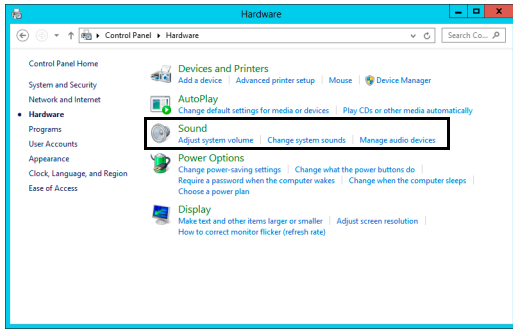 Hardware
Control Panel Hardware
Search Co...
Control Panel Home
System and Security
Network and Internet
Hardware
Programs
User Accounts
Appearance
Clock, Language, and Region
Ease of Access
Devices and Printers
Add a device Advanced printer setup Mouse Device Manager
AutoPlay
Change default settings for media or devices Play CDs or other media automatically
Sound
Adjust system volume Change system sounds Manage audio devices
Power Options
Change power-saving settings Change what the power buttons do
Require a password when the computer wakes Change when the computer sleeps
Choose a power plan
Display
Make text and other items larger or smaller Adjust screen resolution
How to correct monitor flicker (refresh rate)